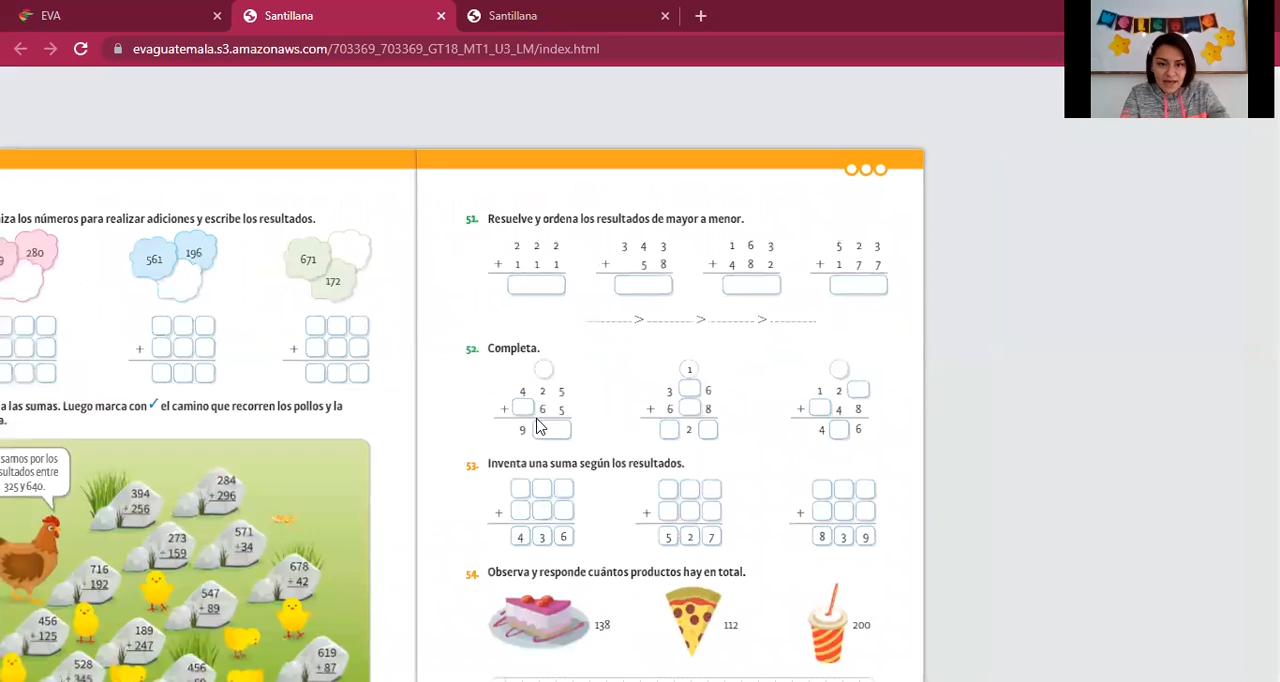 EVA
Santillana
Santillana
evaguatemala.s3.amazonaws.com/703369_703369_GT18_MT1_U3_LM/index.html
iza los números para realizar adiciones y escribe los resultados.
9 280
561 196
671
172
+
+
a las sumas. Luego marca con ✓ el camino que recorren los pollos y la
a.
samos por los
sultados entre
325 y 640.
394
+256
284
+296
273
+159
571
+34
716
+192
547
+89
678
+42
456
+125
189
+247
619
+87
528
+345
456
51. Resuelve y ordena los resultados de mayor a menor.
2 2 2
+ 1 1 1
3 4 3
+ 5 8
1 6 3
+ 4 8 2
5 2 3
+ 1 7 7
> > >
52. Completa.
4 2 5
+ 6 5
9
1
3 6
+ 6 8
2
1 2
+ 4 8
4 6
53. Inventa una suma según los resultados.
+
4 3 6
+
5 2 7
+
8 3 9
54. Observa y responde cuántos productos hay en total.
138
112
200